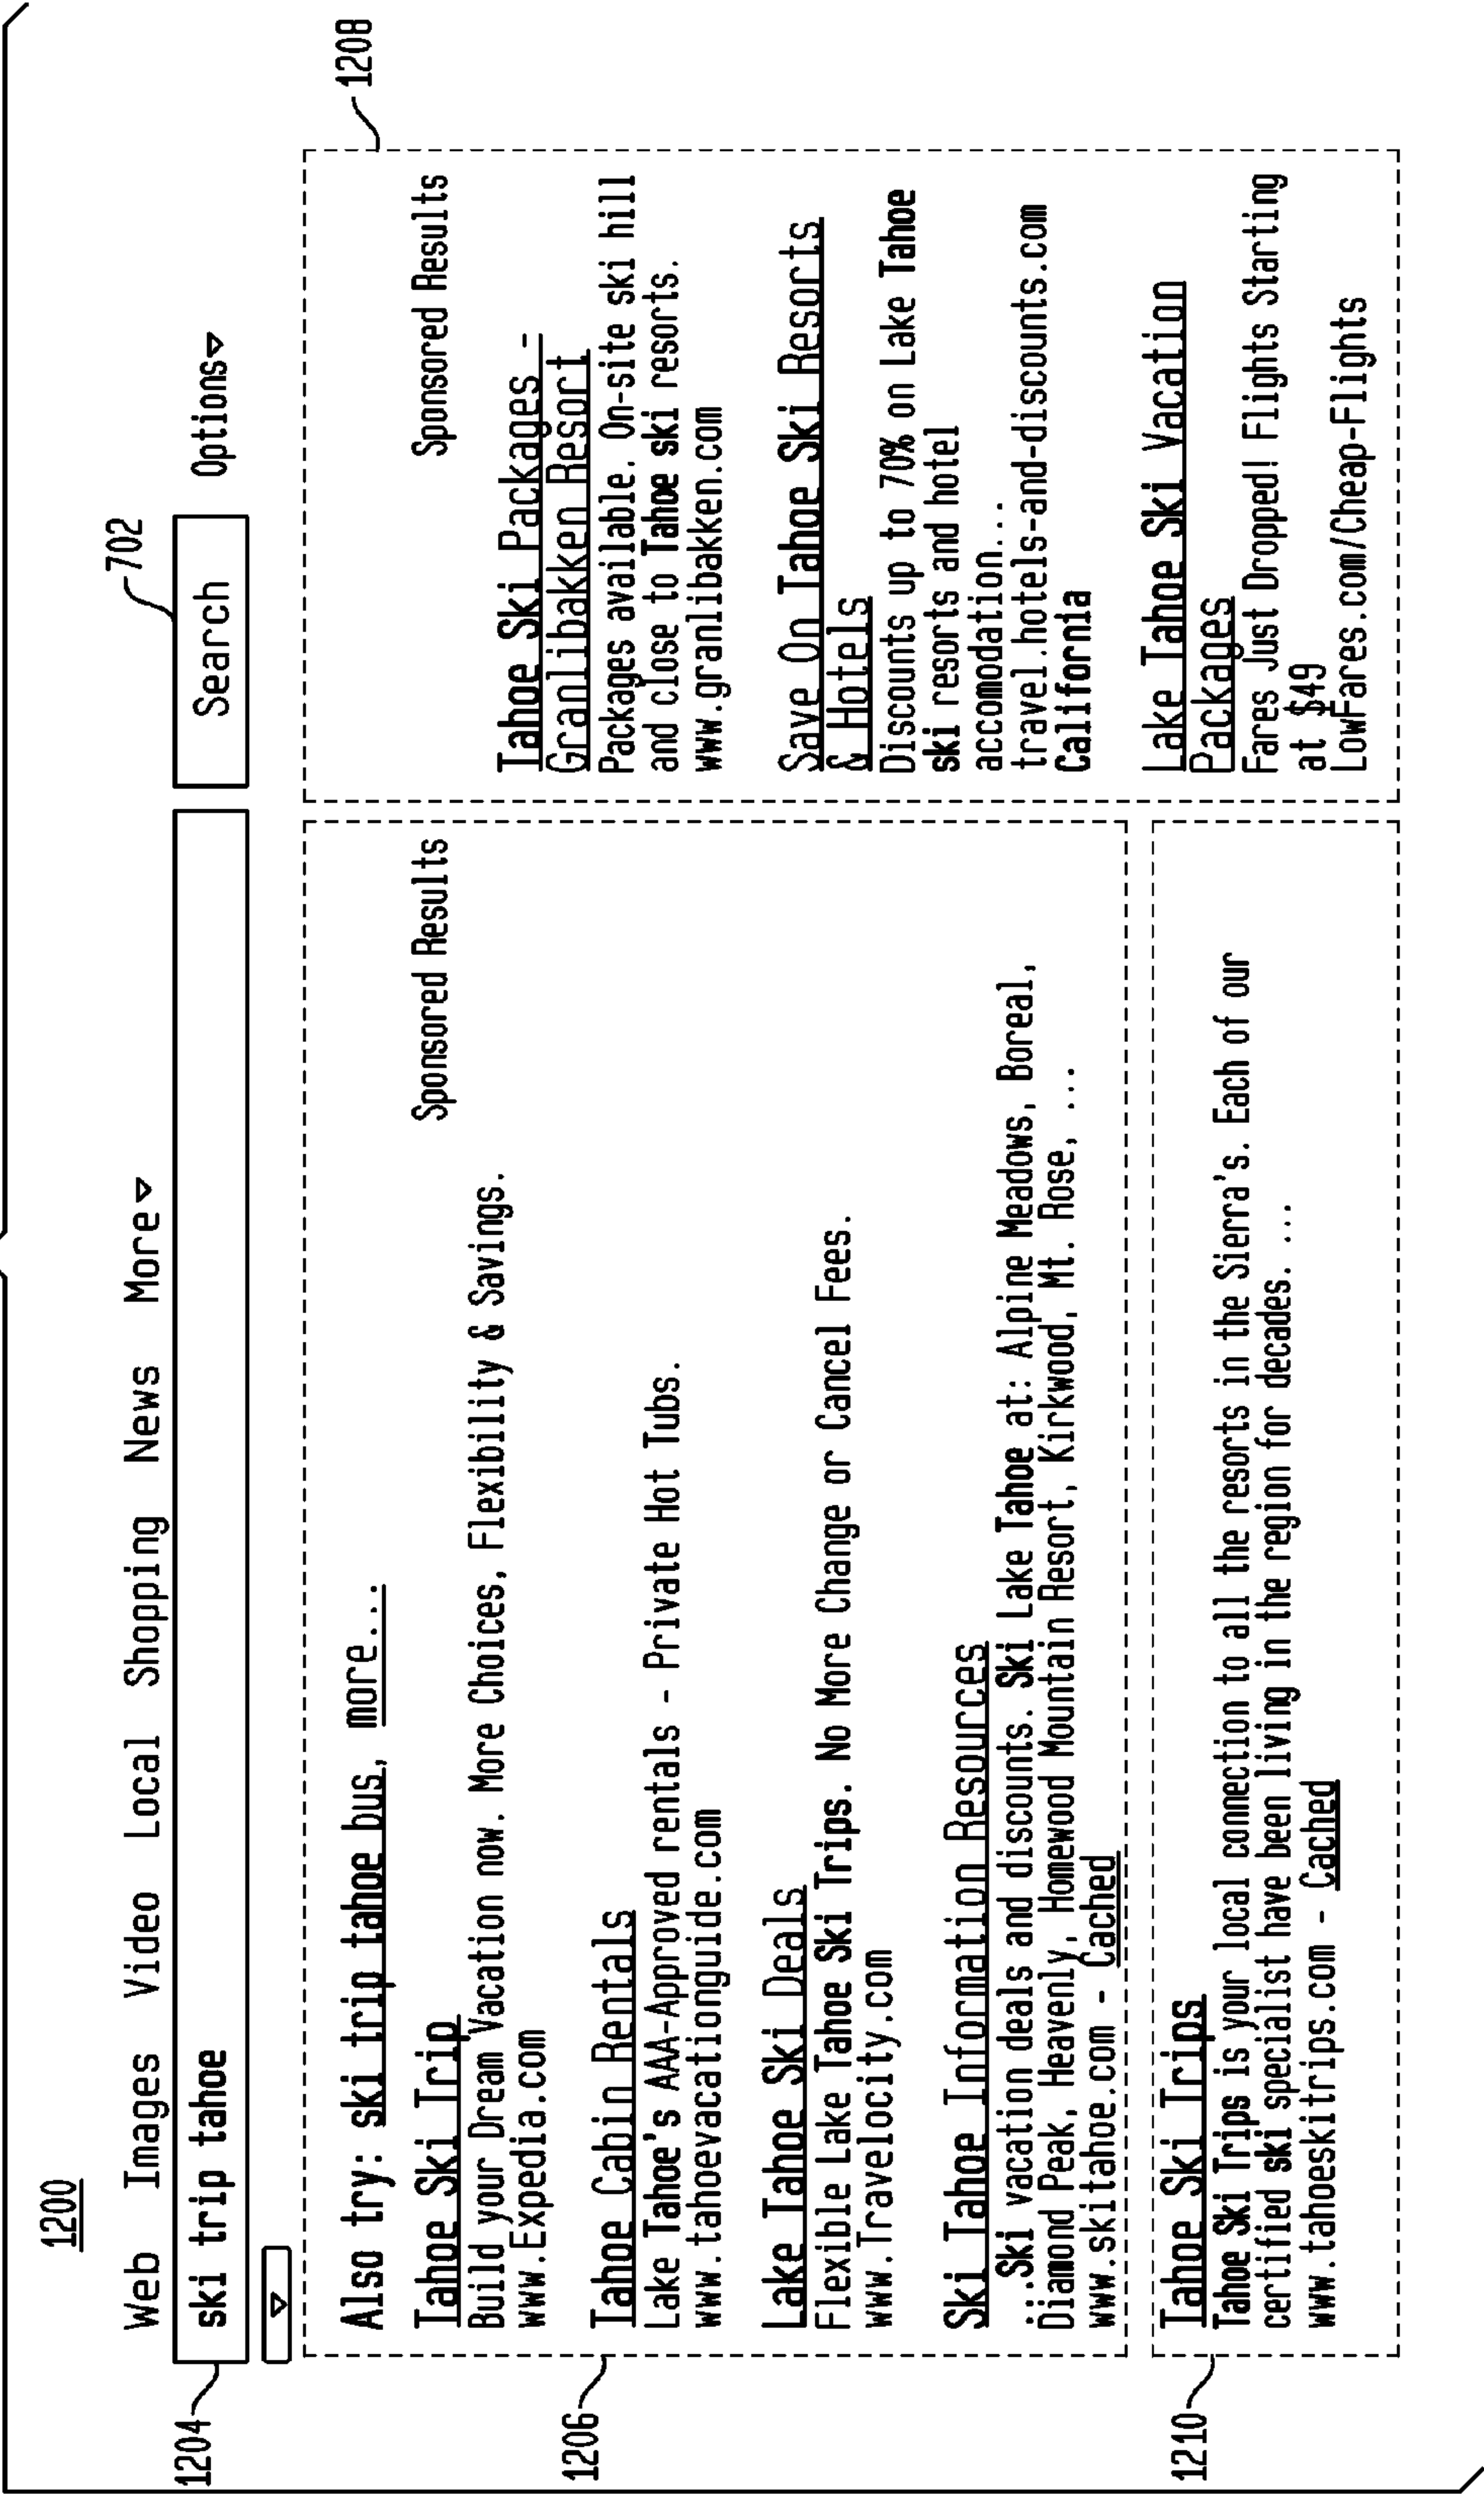 1200
Web Images Video Local Shopping News More
702
1204
ski trip tahoe
Search
Options
1208
1206
Also try: ski trip tahoe bus, more...
Sponsored Results
Tahoe Ski Trip
Build your Dream Vacation now. More Choices, Flexibility & Savings.
www.Expedia.com
Tahoe Cabin Rentals
Lake Tahoe's AAA-Approved rentals - Private Hot Tubs.
www.tahoevacationguide.com
Lake Tahoe Ski Deals
Flexible Lake Tahoe Ski Trips. No More Change or Cancel Fees.
www.Travelocity.com
Ski Tahoe Information Resources
...Ski vacation deals and discounts. Ski Lake Tahoe at: Alpine Meadows, Boreal,
Diamond Peak, Heavenly, Homewood Mountain Resort, Kirkwood, Mt. Rose, ...
www.skitahoe.com - Cached
1210
Tahoe Ski Trips
Tahoe Ski Trips is your local connection to all the resorts in the Sierra's. Each of our
certified ski specialist have been living in the region for decades. ...
www.tahoeskitrips.com - Cached
Sponsored Results
Tahoe Ski Packages -
Granlibakken Resort
Packages available. On-site ski hill
and close to Tahoe ski resorts.
www.granlibakken.com
Save On Tahoe Ski Resorts
& Hotels
Discounts up to 70% on Lake Tahoe
ski resorts and hotel
accomodation...
travel.hotels-and-discounts.com
California
Lake Tahoe Ski Vacation
Packages
Fares Just Dropped! Flights Starting
at $49
LowFares.com/Cheap-Flights